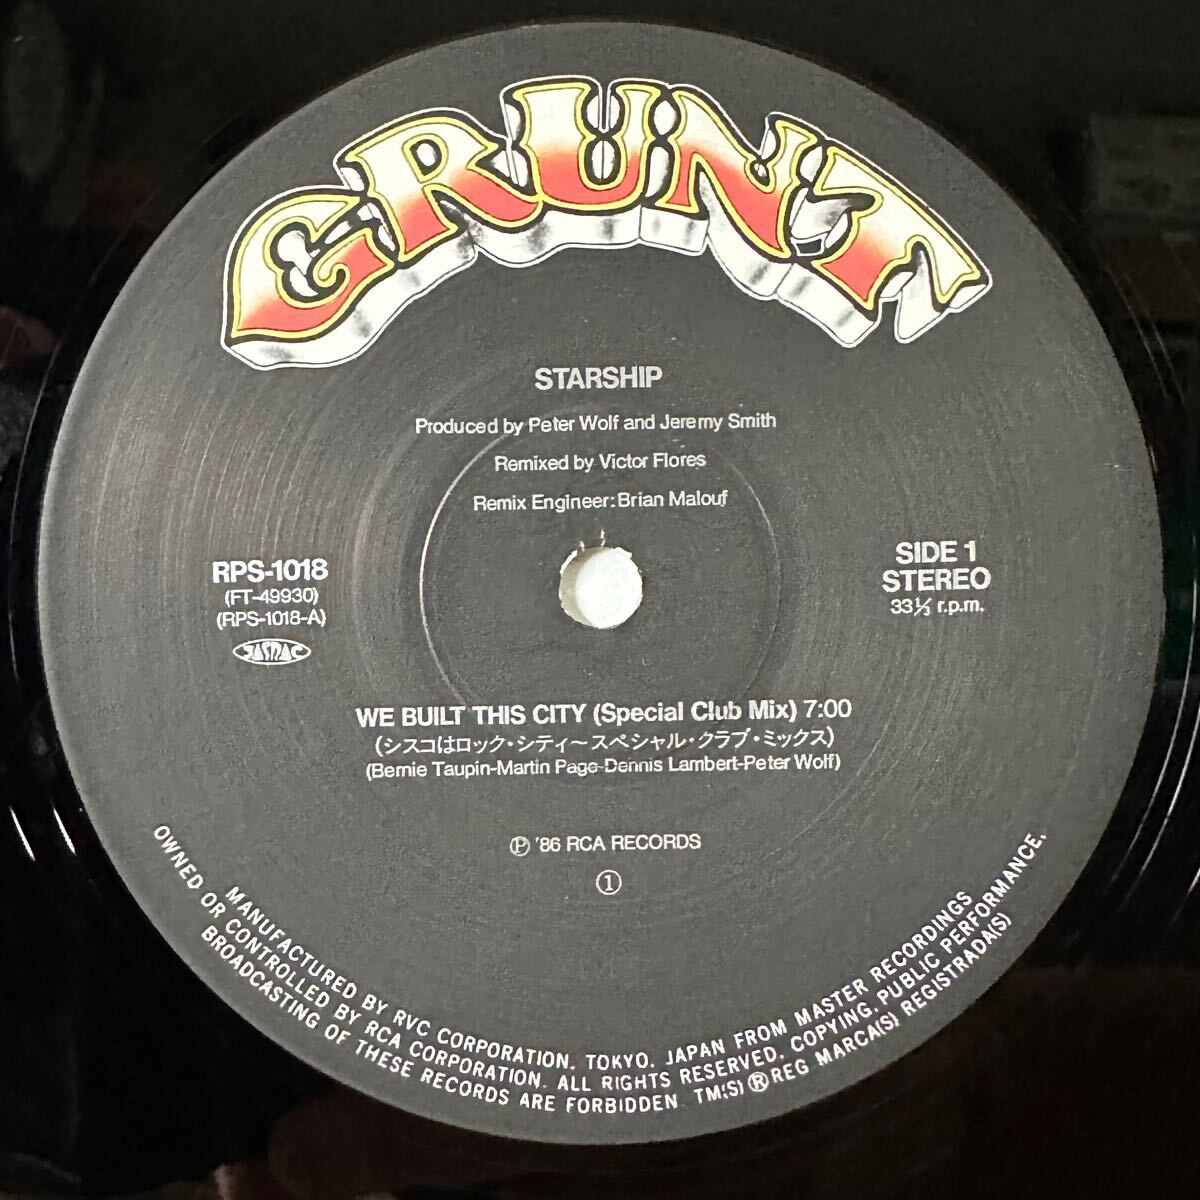 GRUNT
STARSHIP
Produced by Peter Wolf and Jeremy Smith
Remixed by Victor Flores
Remix Engineer: Brian Malouf
RPS-1018
(FT-49930)
(RPS-1018-A)
JASRAC
SIDE 1
STEREO
33⅓ r.p.m.
WE BUILT THIS CITY (Special Club Mix) 7:00
(シスコはロック・シティ〜スペシャル・クラブ・ミックス)
(Bernie Taupin-Martin Page-Dennis Lambert-Peter Wolf)
Ⓟ '86 RCA RECORDS
①
MANUFACTURED BY RVC CORPORATION, TOKYO, JAPAN FROM MASTER RECORDINGS
OWNED OR CONTROLLED BY RCA CORPORATION. ALL RIGHTS RESERVED. COPYING, PUBLIC PERFORMANCE,
BROADCASTING OF THESE RECORDS ARE FORBIDDEN TM(S) ® REG MARCA(S) REGISTRADA(S)